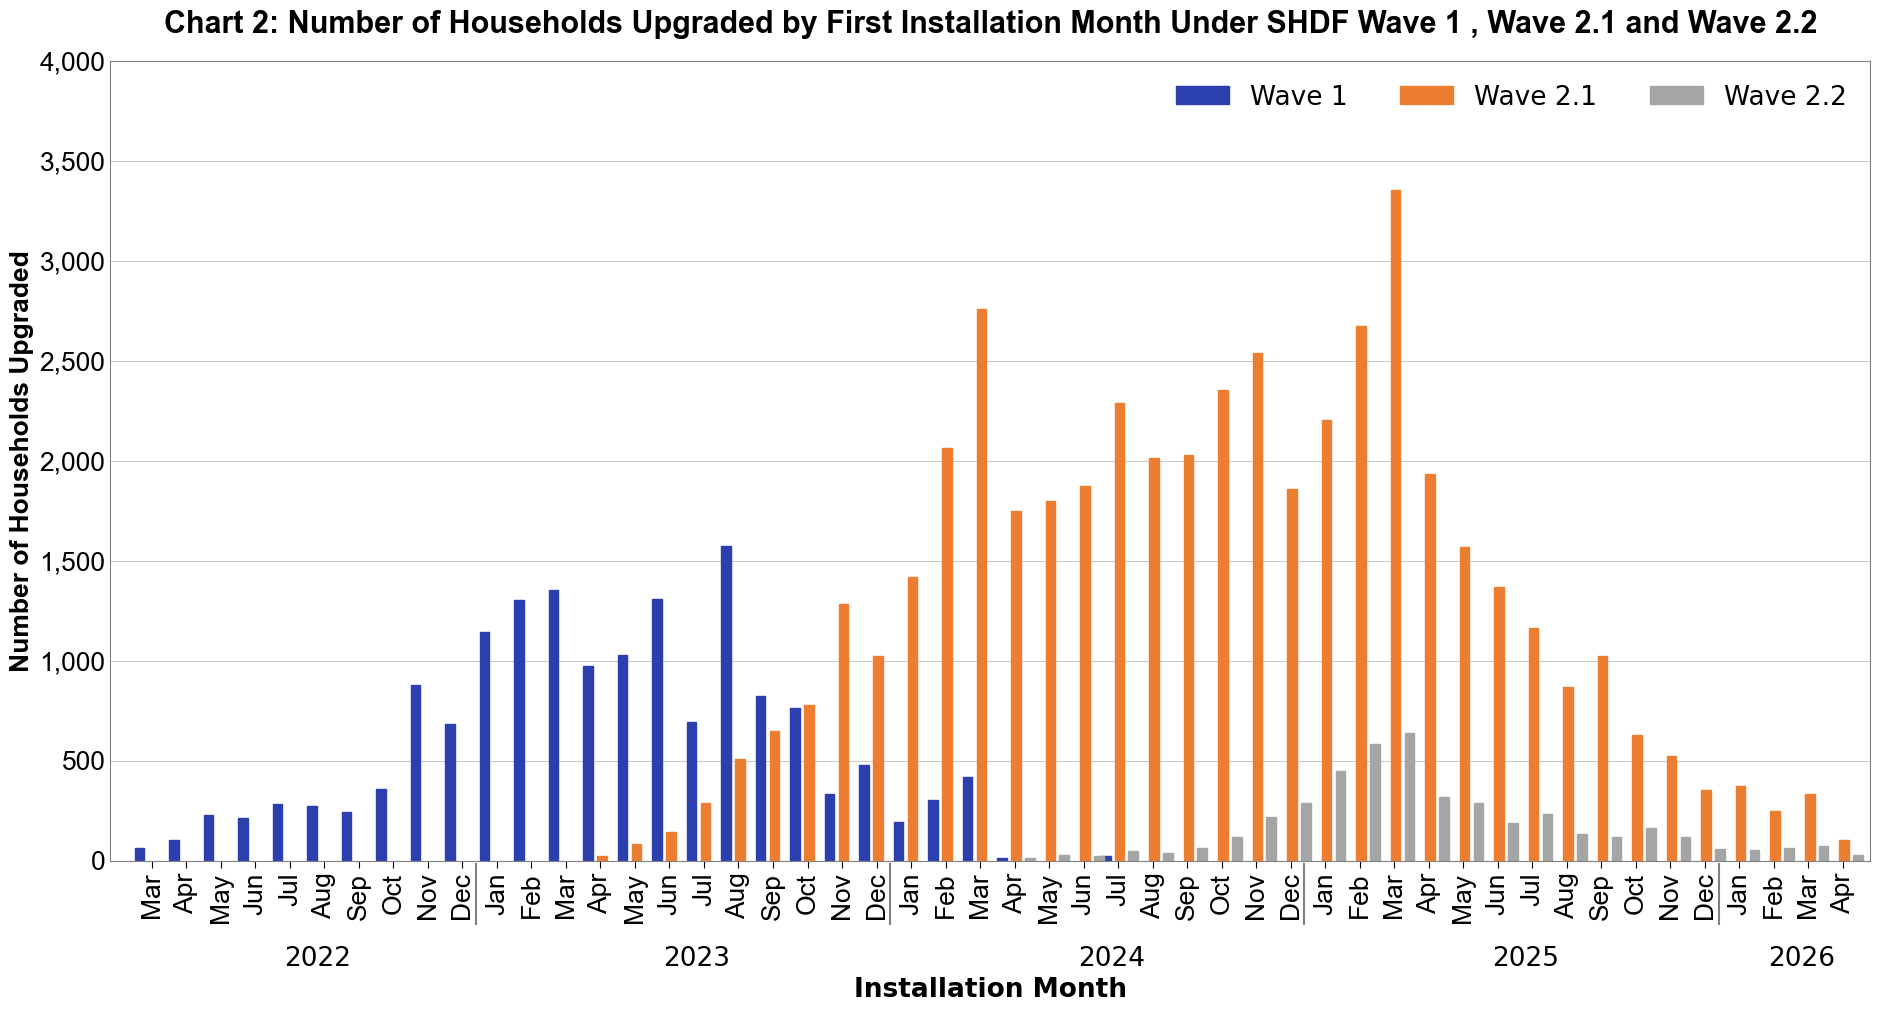 Chart 2: Number of Households Upgraded by First Installation Month Under SHDF Wave 1 , Wave 2.1 and Wave 2.2
Wave 1 Wave 2.1 Wave 2.2
Number of Households Upgraded
4,000
3,500
3,000
2,500
2,000
1,500
1,000
500
0
Mar Apr May Jun Jul Aug Sep Oct Nov Dec Jan Feb Mar Apr May Jun Jul Aug Sep Oct Nov Dec Jan Feb Mar Apr May Jun Jul Aug Sep Oct Nov Dec Jan Feb Mar Apr May Jun Jul Aug Sep Oct Nov Dec Jan Feb Mar Apr
2022 2023 2024 2025 2026
Installation Month